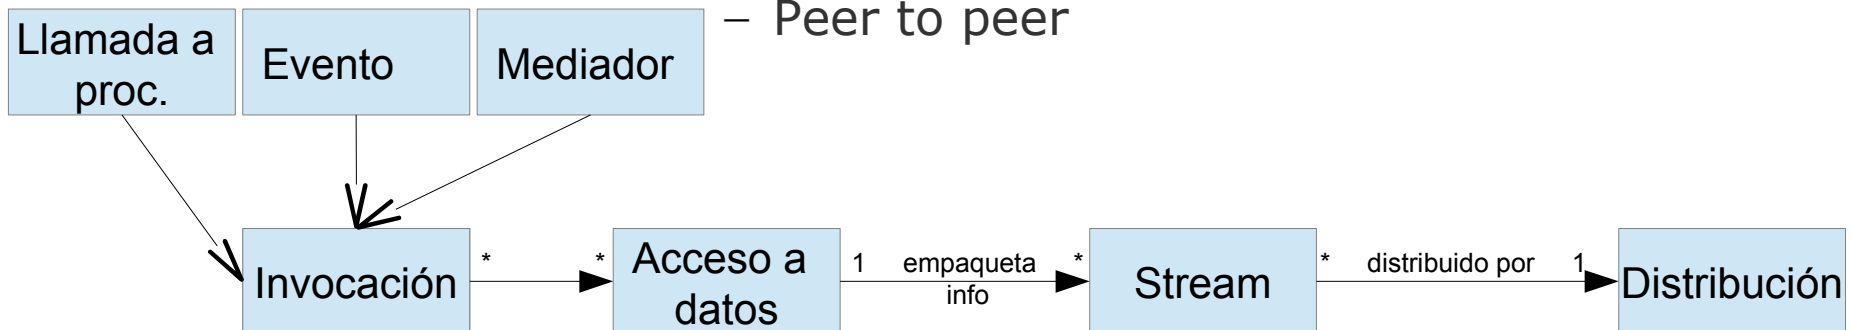 – Peer to peer
Llamada a
proc.
Evento
Mediador
Invocación
*
*
Acceso a
datos
1
empaqueta
info
*
Stream
*
distribuido por
1
Distribución